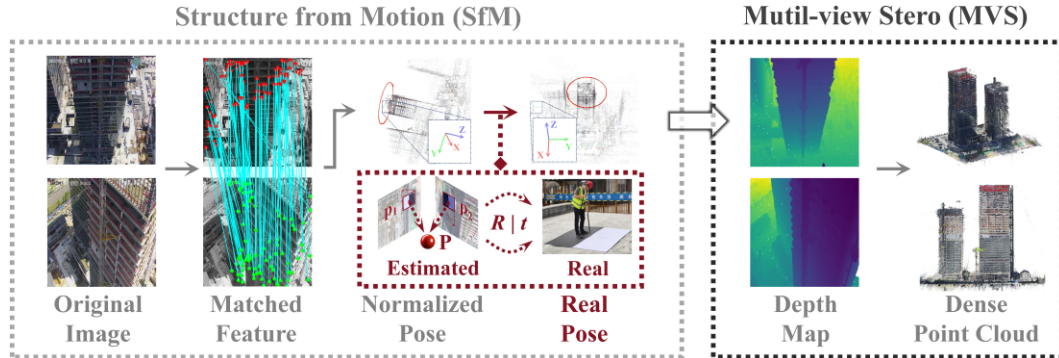 Structure from Motion (SfM)
Mutil-view Stero (MVS)
Z
Y
X
Z
Y
X
p₁
p₂
P
R | t
Estimated
Real
Original
Image
Matched
Feature
Normalized
Pose
Real
Pose
Depth
Map
Dense
Point Cloud